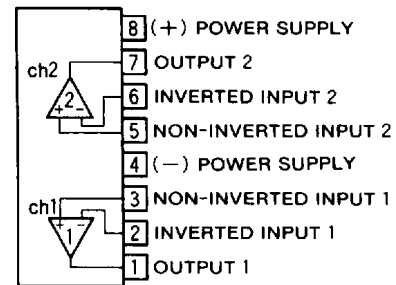 8 (+) POWER SUPPLY
7 OUTPUT 2
ch2
2
+ −
6 INVERTED INPUT 2
5 NON-INVERTED INPUT 2
4 (−) POWER SUPPLY
3 NON-INVERTED INPUT 1
ch1
+ −
1
2 INVERTED INPUT 1
1 OUTPUT 1